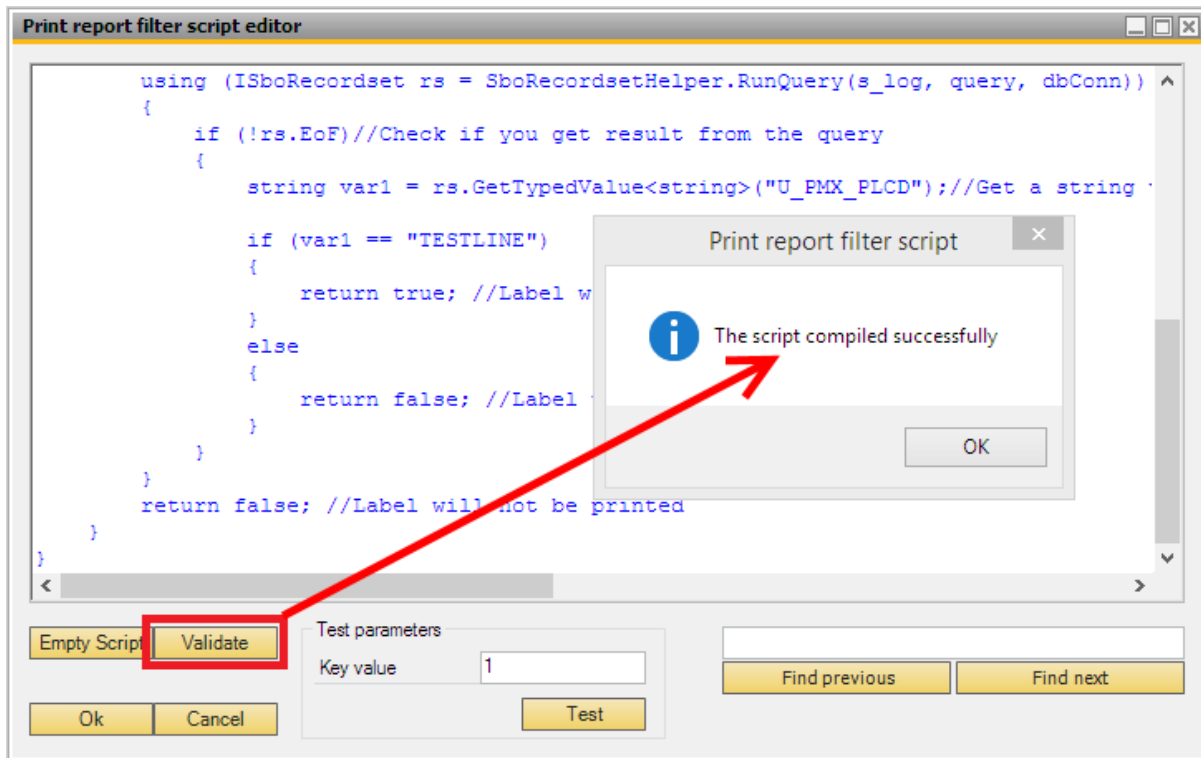 Print report filter script editor
using (ISboRecordset rs = SboRecordsetHelper.RunQuery(s_log, query, dbConn))
{
if (!rs.EoF)//Check if you get result from the query
{
string var1 = rs.GetTypedValue<string>("U_PMX_PLCD");//Get a string
if (var1 == "TESTLINE")
{
return true; //Label w
}
else
{
return false; //Label
}
}
}
return false; //Label will not be printed
}
}
Print report filter script
The script compiled successfully
OK
Empty Script
Validate
Test parameters
Key value
1
Test
Find previous
Find next
Ok
Cancel